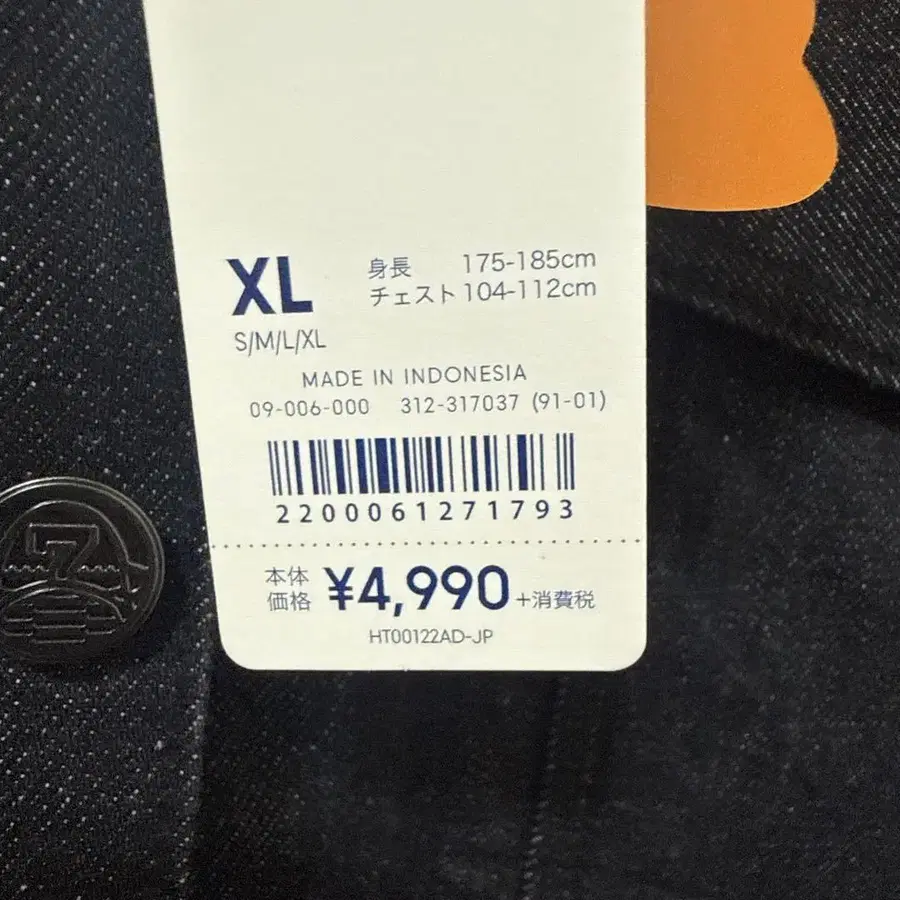 XL
身長 175-185cm
チェスト 104-112cm
S/M/L/XL
MADE IN INDONESIA
09-006-000 312-317037 (91-01)
2200061271793
本体
価格 ¥4,990 +消費税
HT00122AD-JP
7